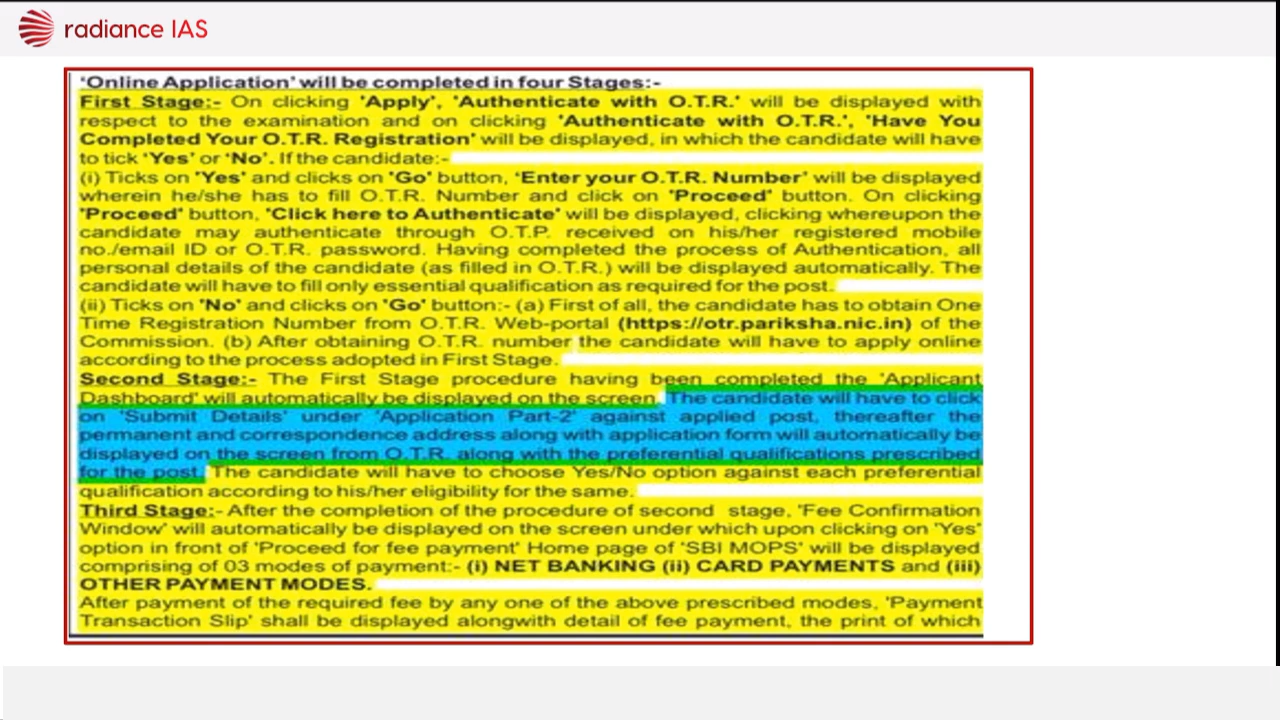 radiance IAS
'Online Application' will be completed in four Stages:-
First Stage:- On clicking 'Apply', 'Authenticate with O.T.R.' will be displayed with
respect to the examination and on clicking 'Authenticate with O.T.R.', 'Have You
Completed Your O.T.R. Registration' will be displayed, in which the candidate will have
to tick 'Yes' or 'No'. If the candidate:-
(i) Ticks on 'Yes' and clicks on 'Go' button, 'Enter your O.T.R. Number' will be displayed
wherein he/she has to fill O.T.R. Number and click on 'Proceed' button. On clicking
'Proceed' button, 'Click here to Authenticate' will be displayed, clicking whereupon the
candidate may authenticate through O.T.P. received on his/her registered mobile
no./email ID or O.T.R. password. Having completed the process of Authentication, all
personal details of the candidate (as filled in O.T.R.) will be displayed automatically. The
candidate will have to fill only essential qualification as required for the post.
(ii) Ticks on 'No' and clicks on 'Go' button:- (a) First of all, the candidate has to obtain One
Time Registration Number from O.T.R. Web-portal (https://otr.pariksha.nic.in) of the
Commission. (b) After obtaining O.T.R. number the candidate will have to apply online
according to the process adopted in First Stage.
Second Stage:- The First Stage procedure having been completed the 'Applicant
Dashboard' will automatically be displayed on the screen. The candidate will have to click
on 'Submit Details' under 'Application Part-2' against applied post, thereafter the
permanent and correspondence address along with application form will automatically be
displayed on the screen from O.T.R. along with the preferential qualifications prescribed
for the post. The candidate will have to choose Yes/No option against each preferential
qualification according to his/her eligibility for the same.
Third Stage:- After the completion of the procedure of second stage, 'Fee Confirmation
Window' will automatically be displayed on the screen under which upon clicking on 'Yes'
option in front of 'Proceed for fee payment' Home page of 'SBI MOPS' will be displayed
comprising of 03 modes of payment:- (i) NET BANKING (ii) CARD PAYMENTS and (iii)
OTHER PAYMENT MODES.
After payment of the required fee by any one of the above prescribed modes, 'Payment
Transaction Slip' shall be displayed alongwith detail of fee payment, the print of which